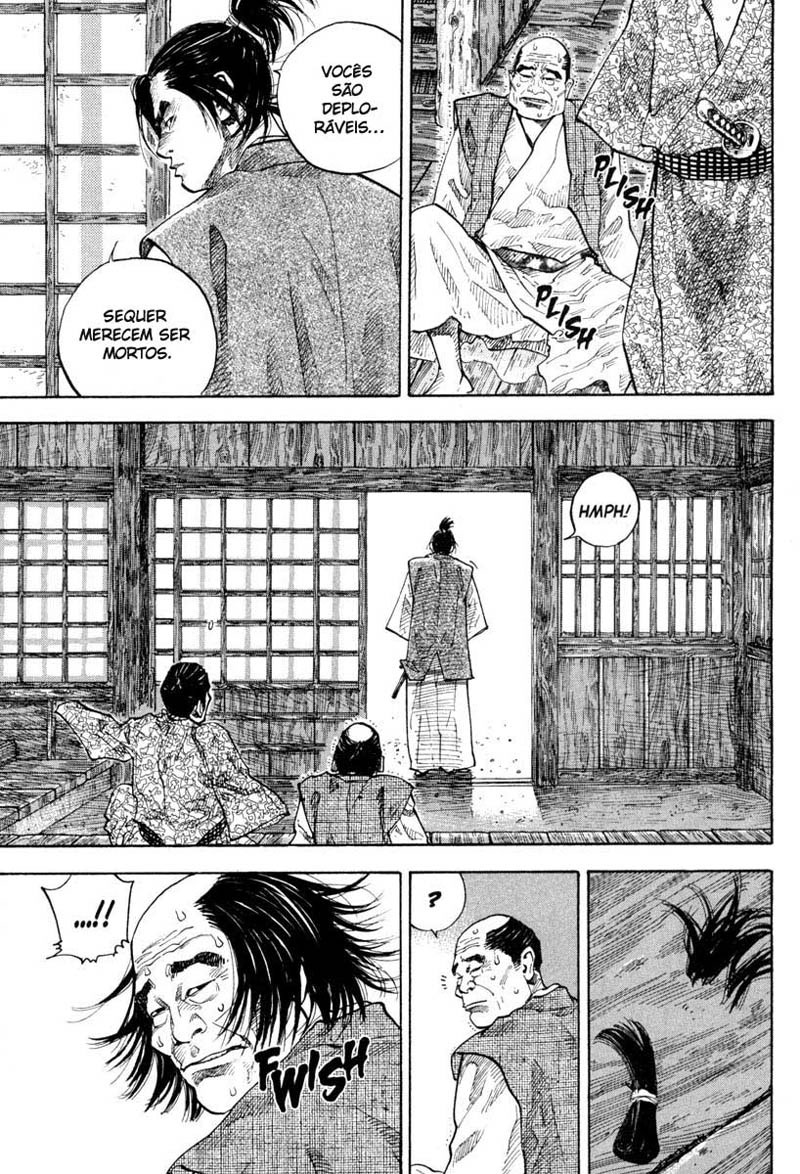 PLISH
PLISH
VOCÊS
SÃO
DEPLO-
RÁVEIS...
SEQUER
MERECEM SER
MORTOS.
HMPH!
?
....!!
FWISH